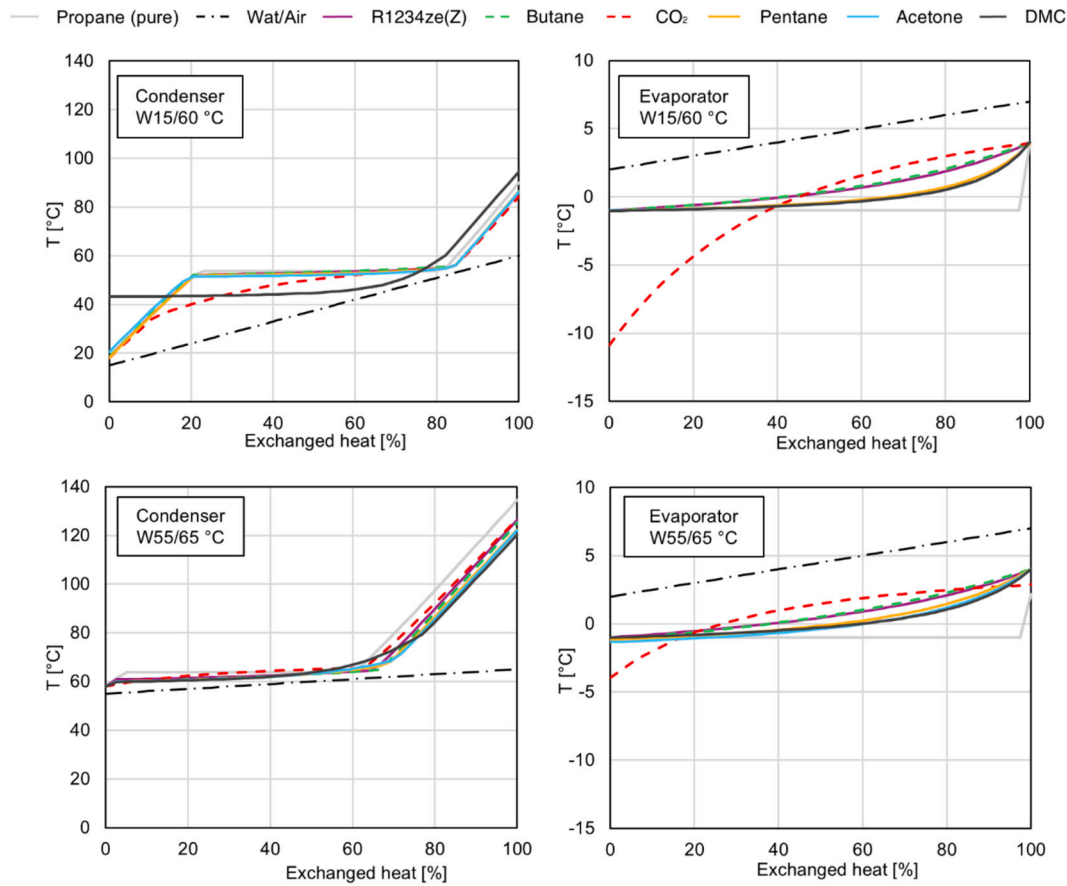 Propane (pure) Wat/Air R1234ze(Z) Butane CO₂ Pentane Acetone DMC
140
120
100
80
60
40
20
0
T [°C]
Condenser
W15/60 °C
0 20 40 60 80 100
Exchanged heat [%]
10
5
0
-5
-10
-15
T [°C]
Evaporator
W15/60 °C
0 20 40 60 80 100
Exchanged heat [%]
140
120
100
80
60
40
20
0
T [°C]
Condenser
W55/65 °C
0 20 40 60 80 100
Exchanged heat [%]
10
5
0
-5
-10
-15
T [°C]
Evaporator
W55/65 °C
0 20 40 60 80 100
Exchanged heat [%]